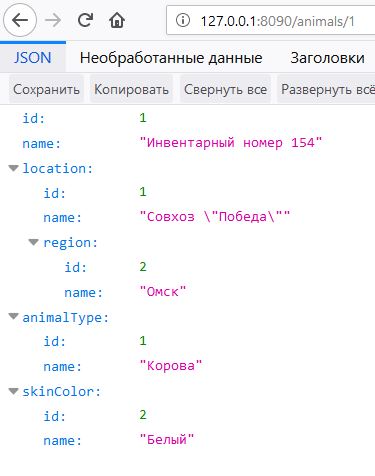 127.0.0.1:8090/animals/1
JSON Необработанные данные Заголовки
Сохранить Копировать Свернуть все Развернуть всё
id: 1
name: "Инвентарный номер 154"
location:
id: 1
name: "Совхоз \"Победа\""
region:
id: 2
name: "Омск"
animalType:
id: 1
name: "Корова"
skinColor:
id: 2
name: "Белый"